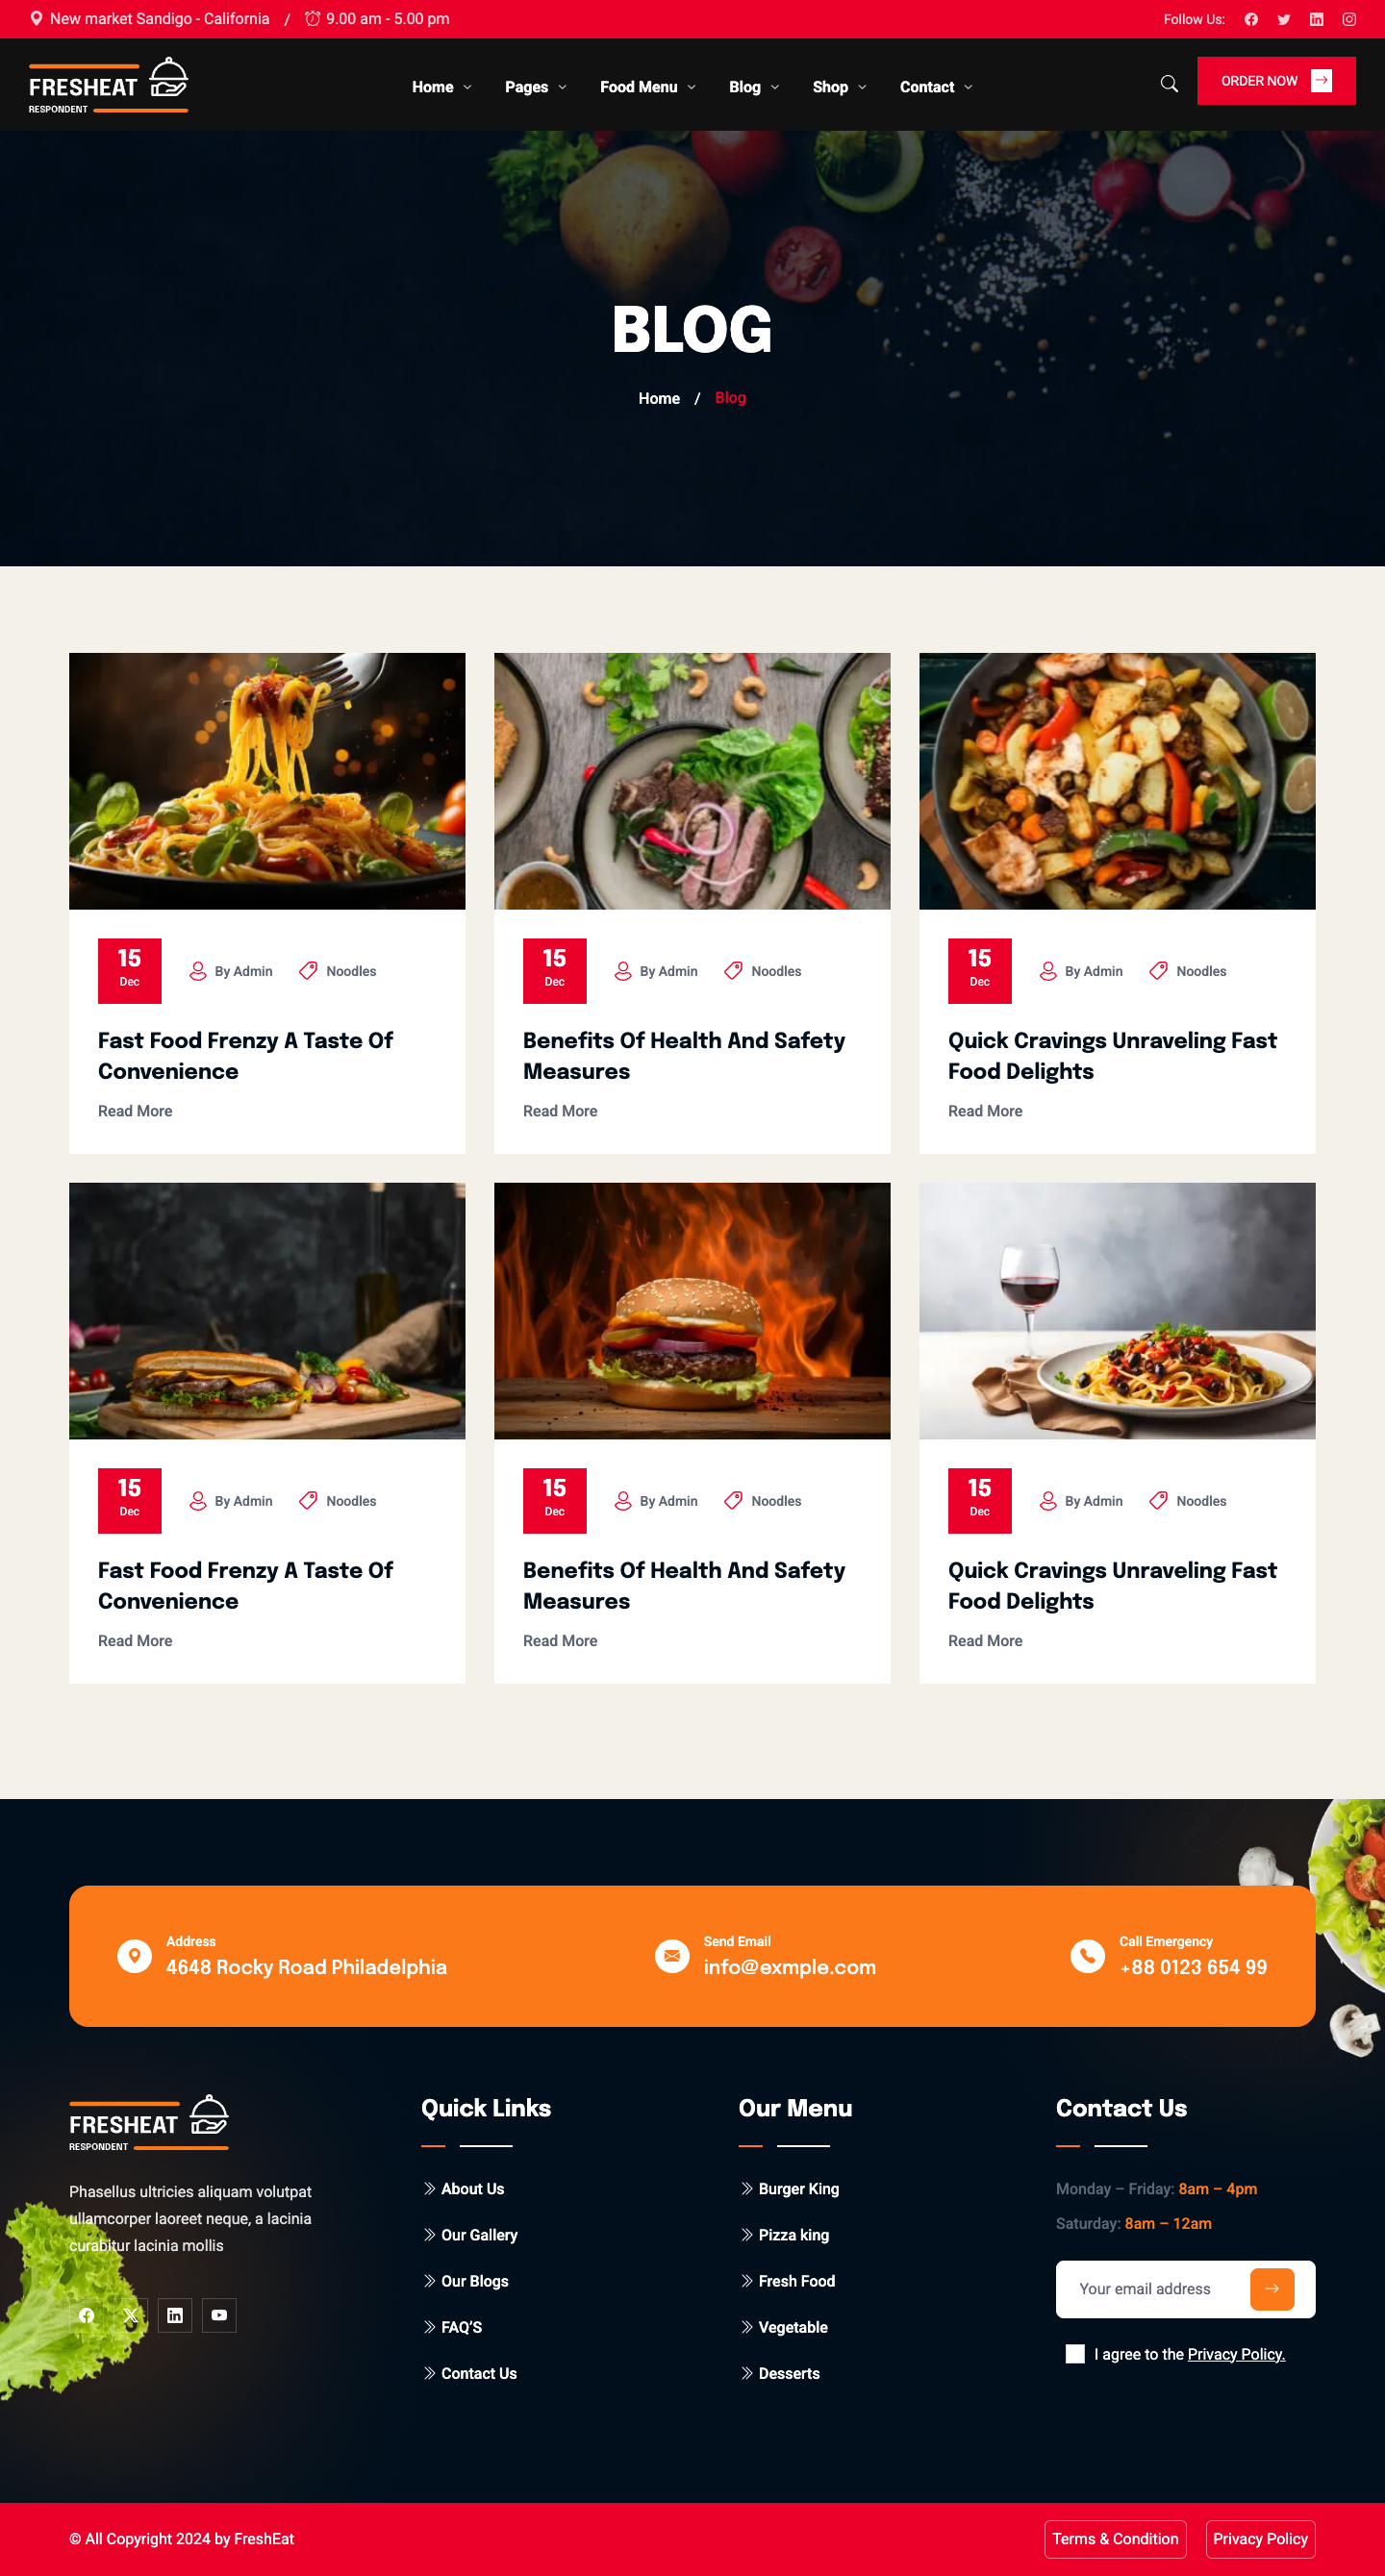 New market Sandigo - California / 9.00 am - 5.00 pm
Follow Us:
FRESHEAT
RESPONDENT
Home Pages Food Menu Blog Shop Contact
ORDER NOW
BLOG
Home / Blog
15
Dec
By Admin
Noodles
Fast Food Frenzy A Taste Of
Convenience
Read More
15
Dec
By Admin
Noodles
Benefits Of Health And Safety
Measures
Read More
15
Dec
By Admin
Noodles
Quick Cravings Unraveling Fast
Food Delights
Read More
15
Dec
By Admin
Noodles
Fast Food Frenzy A Taste Of
Convenience
Read More
15
Dec
By Admin
Noodles
Benefits Of Health And Safety
Measures
Read More
15
Dec
By Admin
Noodles
Quick Cravings Unraveling Fast
Food Delights
Read More
Address
4648 Rocky Road Philadelphia
Send Email
info@exmple.com
Call Emergency
+88 0123 654 99
FRESHEAT
RESPONDENT
Phasellus ultricies aliquam volutpat
ullamcorper laoreet neque, a lacinia
curabitur lacinia mollis
Quick Links
About Us
Our Gallery
Our Blogs
FAQ'S
Contact Us
Our Menu
Burger King
Pizza king
Fresh Food
Vegetable
Desserts
Contact Us
Monday – Friday: 8am – 4pm
Saturday: 8am – 12am
Your email address
I agree to the Privacy Policy.
© All Copyright 2024 by FreshEat
Terms & Condition
Privacy Policy